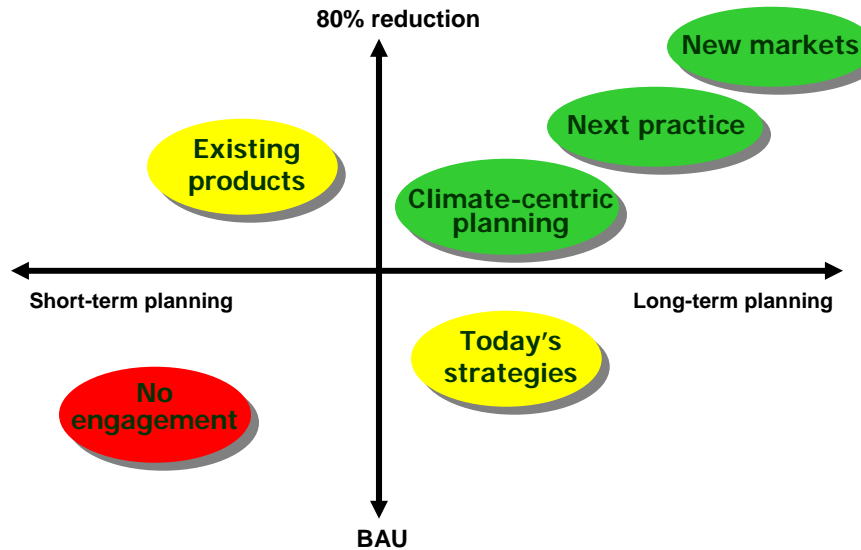 80% reduction
New markets
Next practice
Existing
products
Climate-centric
planning
Short-term planning
Long-term planning
Today's
strategies
No
engagement
BAU